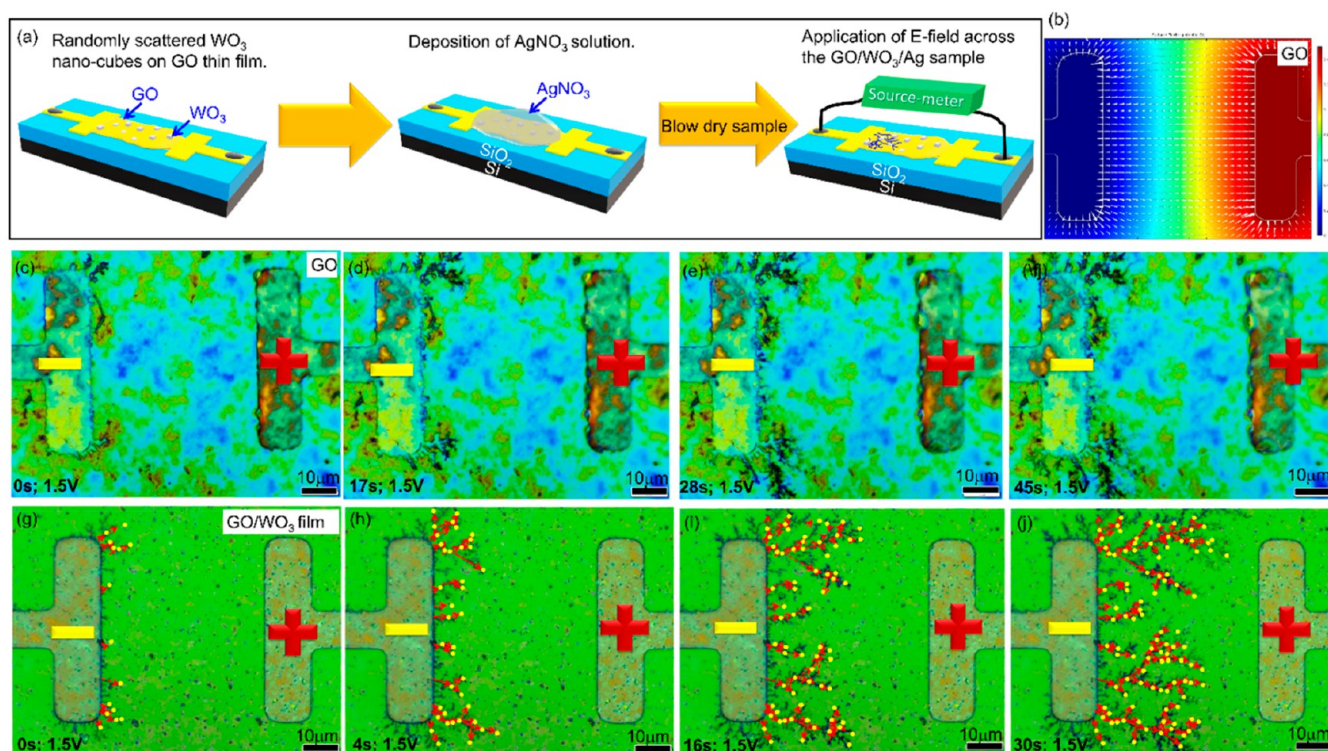 (a)
Randomly scattered WO₃
nano-cubes on GO thin film.
GO
WO₃
Deposition of AgNO₃ solution.
AgNO₃
SiO₂
Si
Blow dry sample
Application of E-field across
the GO/WO₃/Ag sample
Source-meter
SiO₂
Si
(b)
GO
(c)
GO
0s; 1.5V
10μm
(d)
17s; 1.5V
10μm
(e)
28s; 1.5V
10μm
45s; 1.5V
10μm
(g)
GO/WO₃ film
0s; 1.5V
10μm
(h)
4s; 1.5V
10μm
(i)
16s; 1.5V
10μm
(j)
30s; 1.5V
10μm